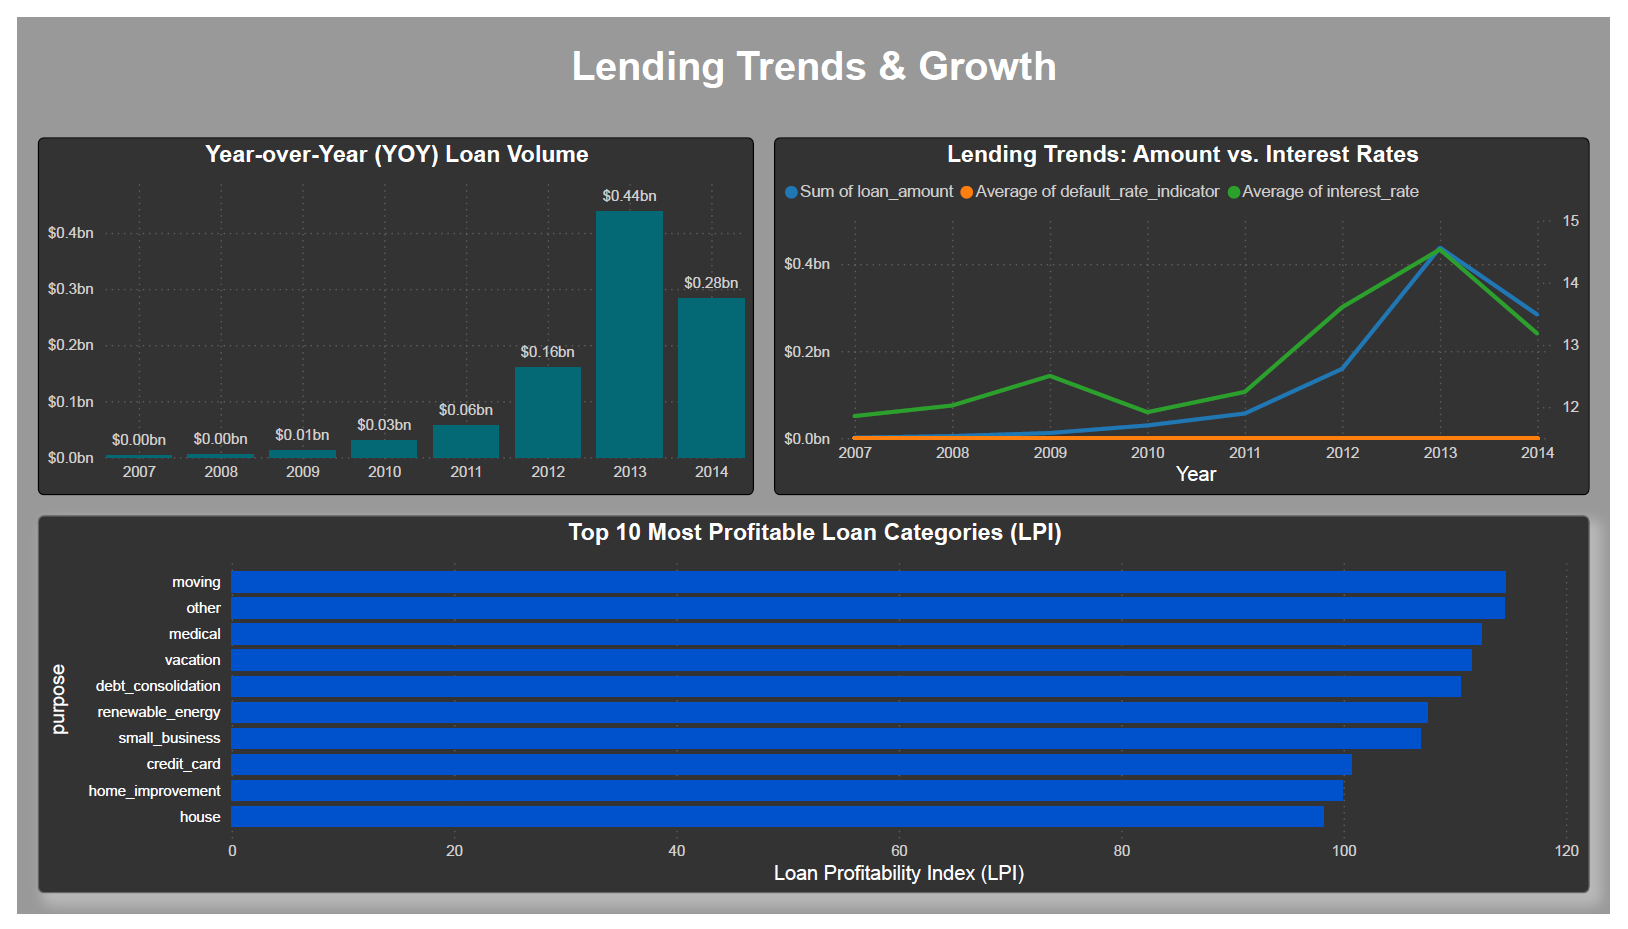 Lending Trends & Growth
Year-over-Year (YOY) Loan Volume
$0.4bn
$0.3bn
$0.2bn
$0.1bn
$0.0bn
$0.00bn
$0.00bn
$0.01bn
$0.03bn
$0.06bn
$0.16bn
$0.44bn
$0.28bn
2007 2008 2009 2010 2011 2012 2013 2014
Lending Trends: Amount vs. Interest Rates
Sum of loan_amount Average of default_rate_indicator Average of interest_rate
$0.4bn
$0.2bn
$0.0bn
15
14
13
12
2007 2008 2009 2010 2011 2012 2013 2014
Year
Top 10 Most Profitable Loan Categories (LPI)
purpose
moving
other
medical
vacation
debt_consolidation
renewable_energy
small_business
credit_card
home_improvement
house
0 20 40 60 80 100 120
Loan Profitability Index (LPI)